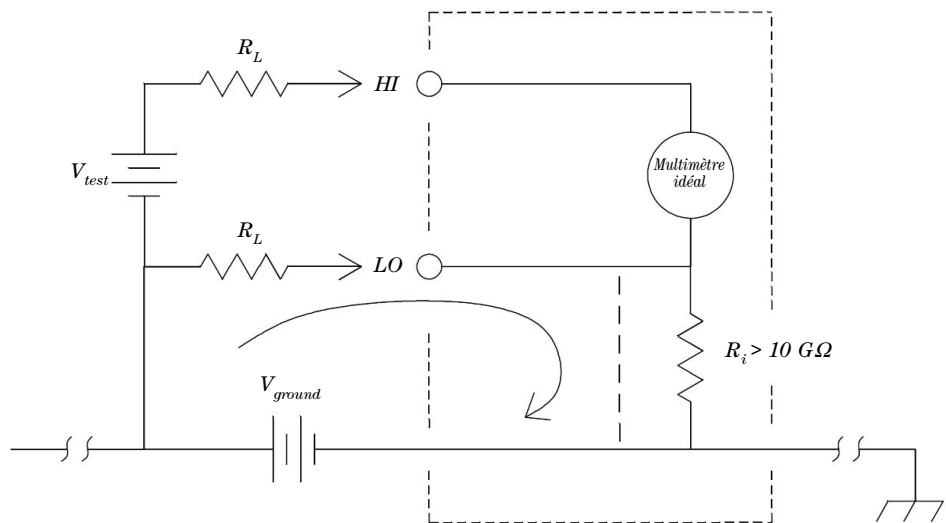 R_L
HI
V_test
Multimètre
idéal
R_L
LO
R_i > 10 GΩ
V_ground